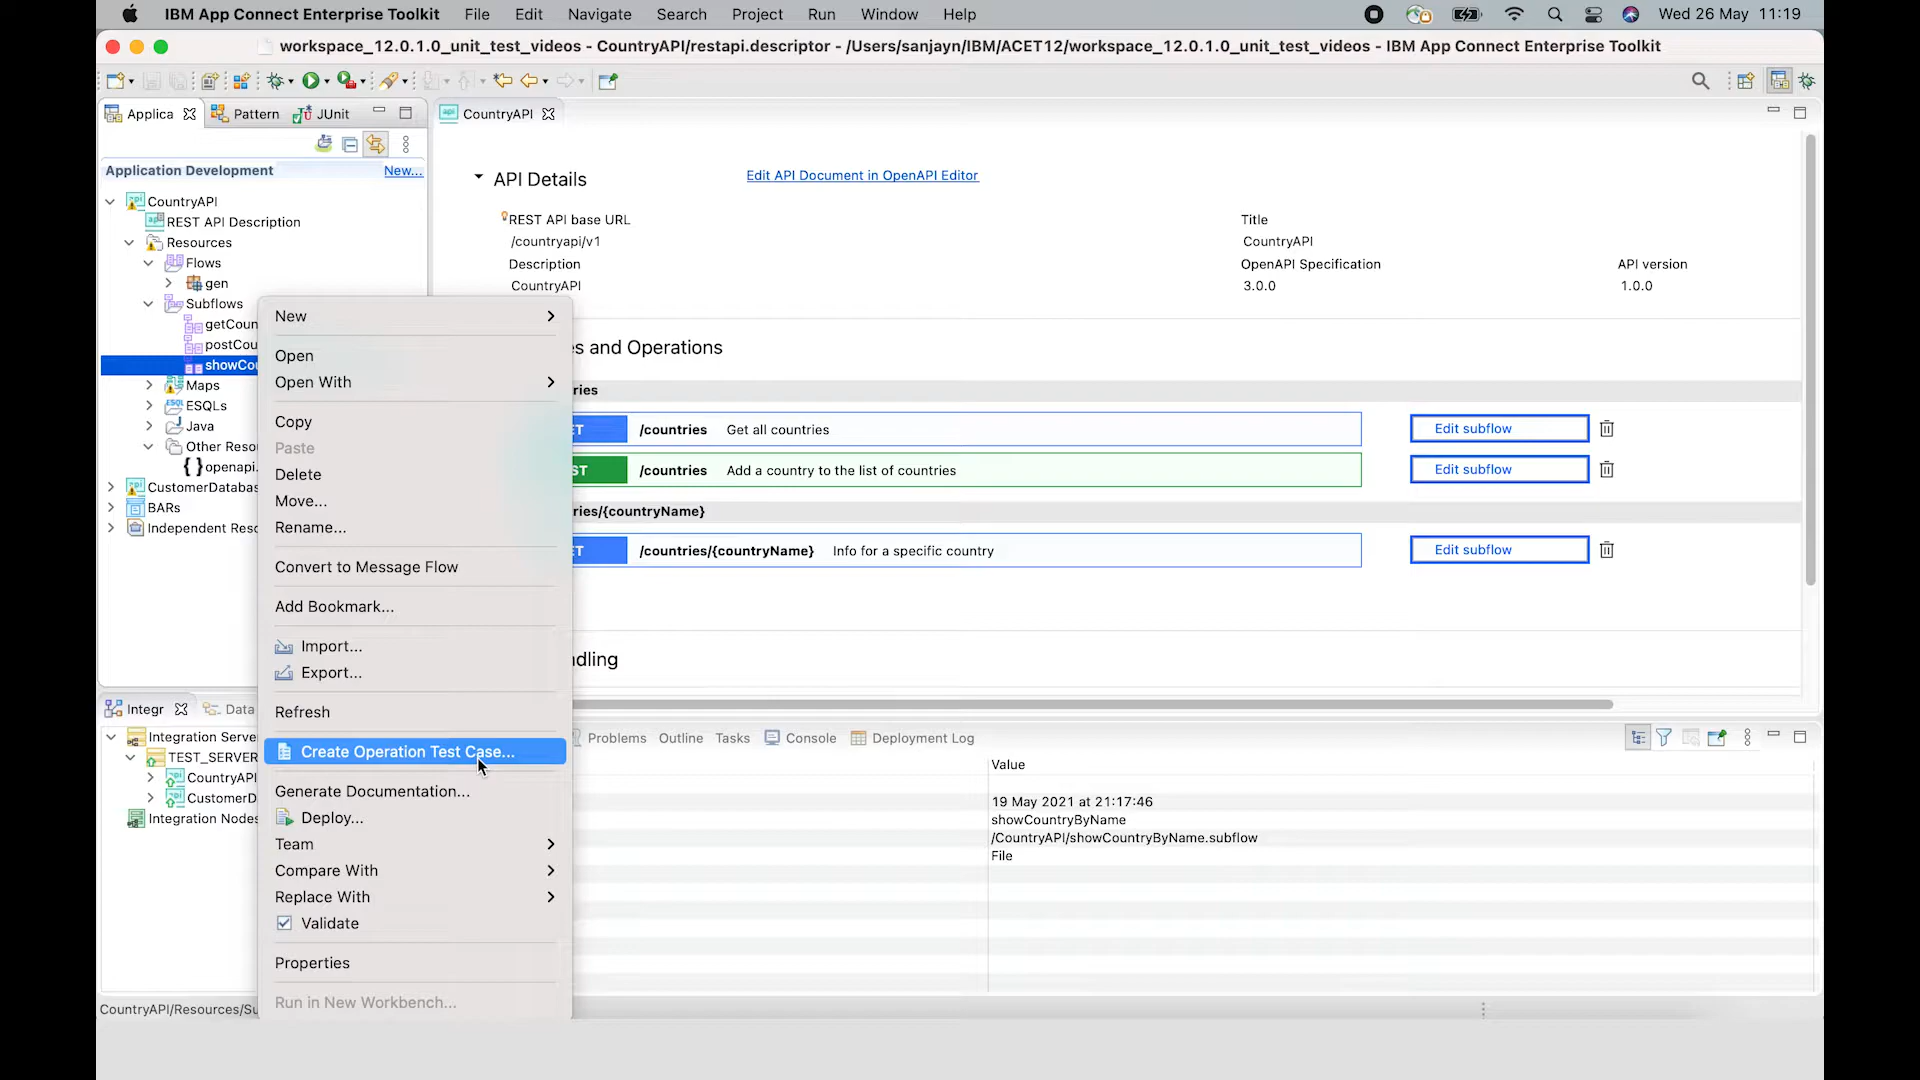 IBM App Connect Enterprise Toolkit File Edit Navigate Search Project Run Window Help Wed 26 May 11:19
workspace_12.0.1.0_unit_test_videos - CountryAPI/restapi.descriptor - /Users/sanjayn/IBM/ACET12/workspace_12.0.1.0_unit_test_videos - IBM App Connect Enterprise Toolkit
Applica Pattern JUnit
CountryAPI
Application Development New...
CountryAPI
REST API Description
Resources
Flows
gen
Subflows
getCoun
postCou
showCou
Maps
ESQLs
Java
Other Reso
openapi.
CustomerDatabas
BARs
Independent Reso
API Details
Edit API Document in OpenAPI Editor
REST API base URL
/countryapi/v1
Title
CountryAPI
Description
CountryAPI
OpenAPI Specification
3.0.0
API version
1.0.0
es and Operations
ries
ET /countries Get all countries Edit subflow
ST /countries Add a country to the list of countries Edit subflow
ries/{countryName}
ET /countries/{countryName} Info for a specific country Edit subflow
dling
New
Open
Open With
Copy
Paste
Delete
Move...
Rename...
Convert to Message Flow
Add Bookmark...
Import...
Export...
Refresh
Create Operation Test Case...
Generate Documentation...
Deploy...
Team
Compare With
Replace With
Validate
Properties
Run in New Workbench...
Integr Data
Integration Serve
TEST_SERVER
CountryAPI
CustomerD
Integration Nodes
Problems Outline Tasks Console Deployment Log
Value
19 May 2021 at 21:17:46
showCountryByName
/CountryAPI/showCountryByName.subflow
File
CountryAPI/Resources/Su